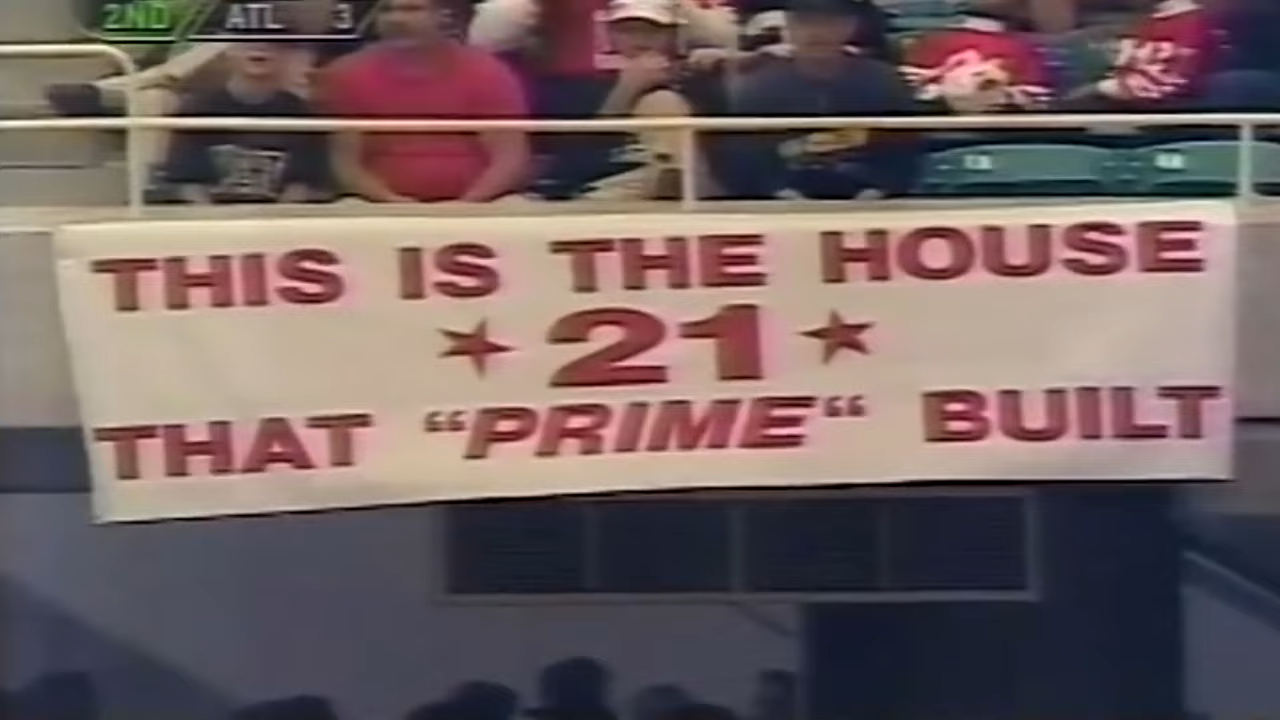 2ND ATL 3
THIS IS THE HOUSE
★21★
THAT “PRIME“ BUILT